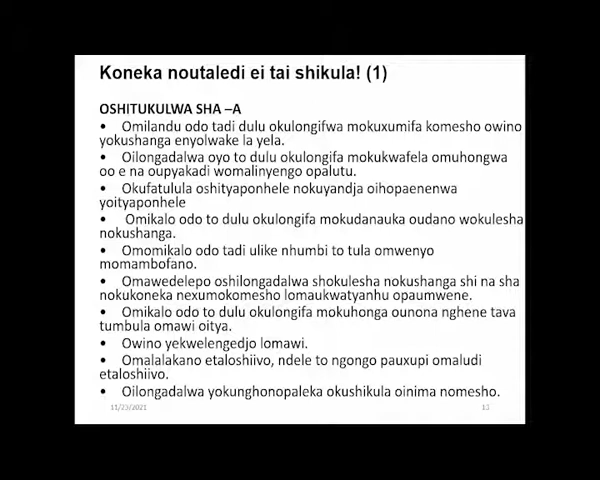 Koneka noutaledi ei tai shikula! (1)
OSHITUKULWA SHA –A
• Omilandu odo tadi dulu okulongifwa mokuxumifa komesho owino
yokushanga enyolwake la yela.
• Oilongadalwa oyo to dulu okulongifa mokukwafela omuhongwa
oo e na oupyakadi womalinyengo opalutu.
• Okufatulula oshityaponhele nokuyandja oihopaenenwa
yoityaponhele
• Omikalo odo to dulu okulongifa mokudanauka oudano wokulesha
nokushanga.
• Omomikalo odo tadi ulike nhumbi to tula omwenyo
momambofano.
• Omawedelepo oshilongadalwa shokulesha nokushanga shi na sha
nokukoneka nexumokomesho lomaukwatyanhu opaumwene.
• Omikalo odo to dulu okulongifa mokuhonga ounona nghene tava
tumbula omawi oitya.
• Owino yekwelengedjo lomawi.
• Omalalakano etaloshiivo, ndele to ngongo pauxupi omaludi
etaloshiivo.
• Oilongadalwa yokunghonopaleka okushikula oinima nomesho.
11/23/2021
13